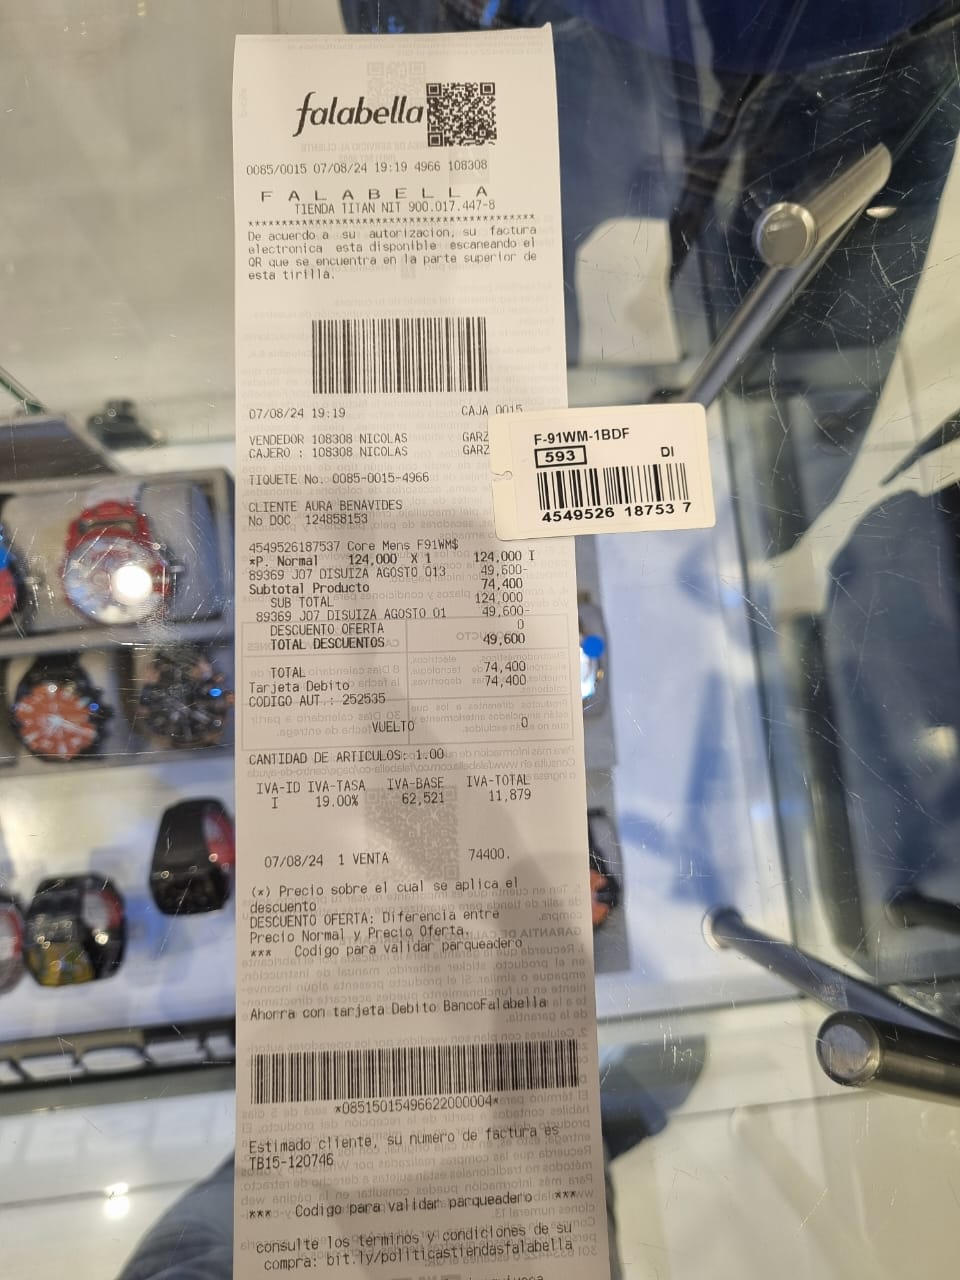 falabella
0085/0015 07/08/24 19:19 4966 108308
F A L A B E L L A
TIENDA TITAN NIT 900.017.447-8
******************************************
De acuerdo a su autorizacion, su factura
electronica esta disponible escaneando el
QR que se encuentra en la parte superior de
esta tirilla.
07/08/24 19:19 CAJA 0015
VENDEDOR 108308 NICOLAS GARZ
CAJERO : 108308 NICOLAS GARZ
TIQUETE No. 0085-0015-4966
CLIENTE AURA BENAVIDES
No DOC 124858153
F-91WM-1BDF
593 DI
4549526 18753 7
4549526187537 Core Mens F91WM$
*P. Normal 124,000 X 1 124,000 I
89369 J07 DISUIZA AGOSTO 013 49,600-
Subtotal Producto 74,400
SUB TOTAL 124,000
89369 J07 DISUIZA AGOSTO 01 49,600-
DESCUENTO OFERTA 0
TOTAL DESCUENTOS 49,600
TOTAL 74,400
Tarjeta Debito 74,400
CODIGO AUT.: 252535
VUELTO 0
CANTIDAD DE ARTICULOS: 1.00
IVA-ID IVA-TASA IVA-BASE IVA-TOTAL
I 19.00% 62,521 11,879
07/08/24 1 VENTA 74400.
(*) Precio sobre el cual se aplica el
descuento
DESCUENTO OFERTA: Diferencia entre
Precio Normal y Precio Oferta.
*** Codigo para validar parqueadero
Ahorra con tarjeta Debito BancoFalabella
*08515015496622000004*
Estimado cliente, su numero de factura es
TB15-120746
*** Codigo para validar parqueadero ***
consulte los terminos y condiciones de su
compra: bit.ly/politicastiendasfalabella